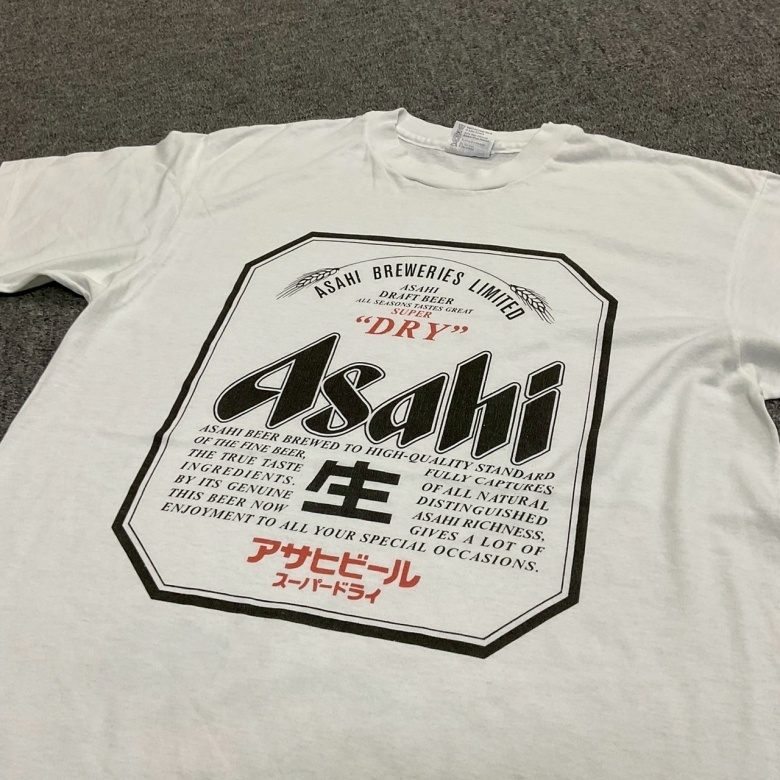 ASAHI BREWERIES LIMITED
ASAHI
DRAFT BEER
ALL SEASONS TASTES GREAT
SUPER
“DRY”
Asahi
ASAHI BEER BREWED TO HIGH-QUALITY STANDARD
OF THE FINE BEER, FULLY CAPTURES
THE TRUE TASTE OF ALL NATURAL
INGREDIENTS. DISTINGUISHED
BY ITS GENUINE ASAHI RICHNESS,
THIS BEER NOW GIVES A LOT OF
ENJOYMENT TO ALL YOUR SPECIAL OCCASIONS.
生
アサヒビール
スーパードライ